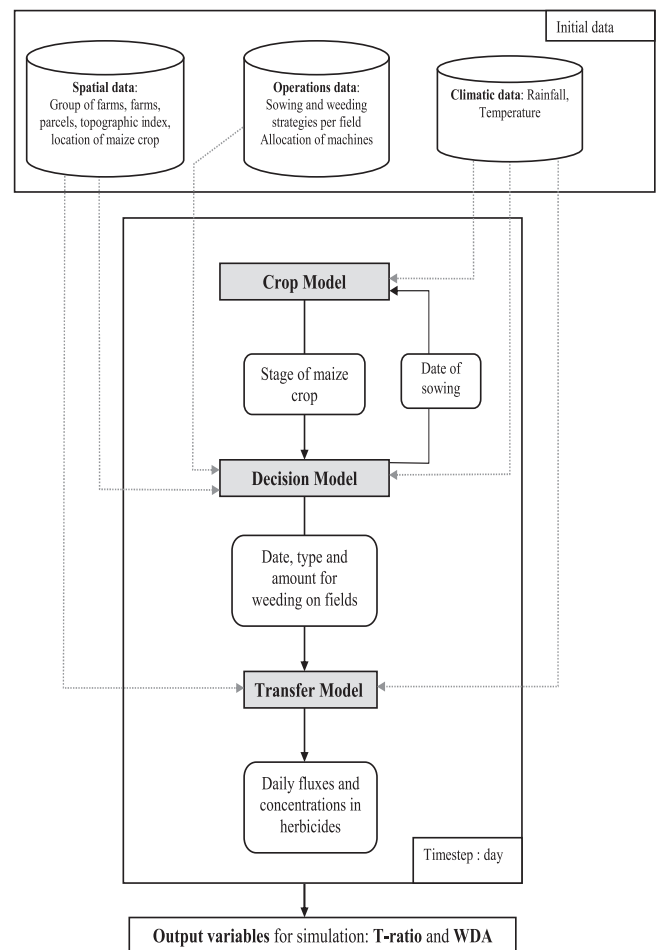 Initial data
Spatial data:
Group of farms, farms,
parcels, topographic index,
location of maize crop
Operations data:
Sowing and weeding
strategies per field
Allocation of machines
Climatic data: Rainfall,
Temperature
Crop Model
Stage of maize
crop
Date of
sowing
Decision Model
Date, type and
amount for
weeding on fields
Transfer Model
Daily fluxes and
concentrations in
herbicides
Timestep : day
Output variables for simulation: T-ratio and WDA